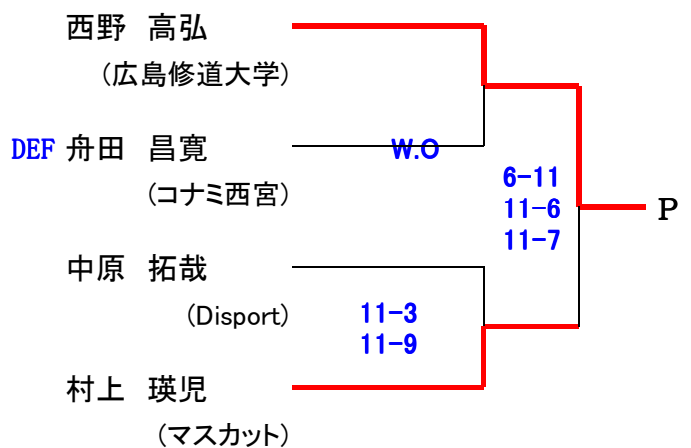 西野 高弘
(広島修道大学)
DEF 舟田 昌寛
W.O
(コナミ西宮)
6-11
11-6
11-7
P
中原 拓哉
(Disport)
11-3
11-9
村上 瑛児
(マスカット)